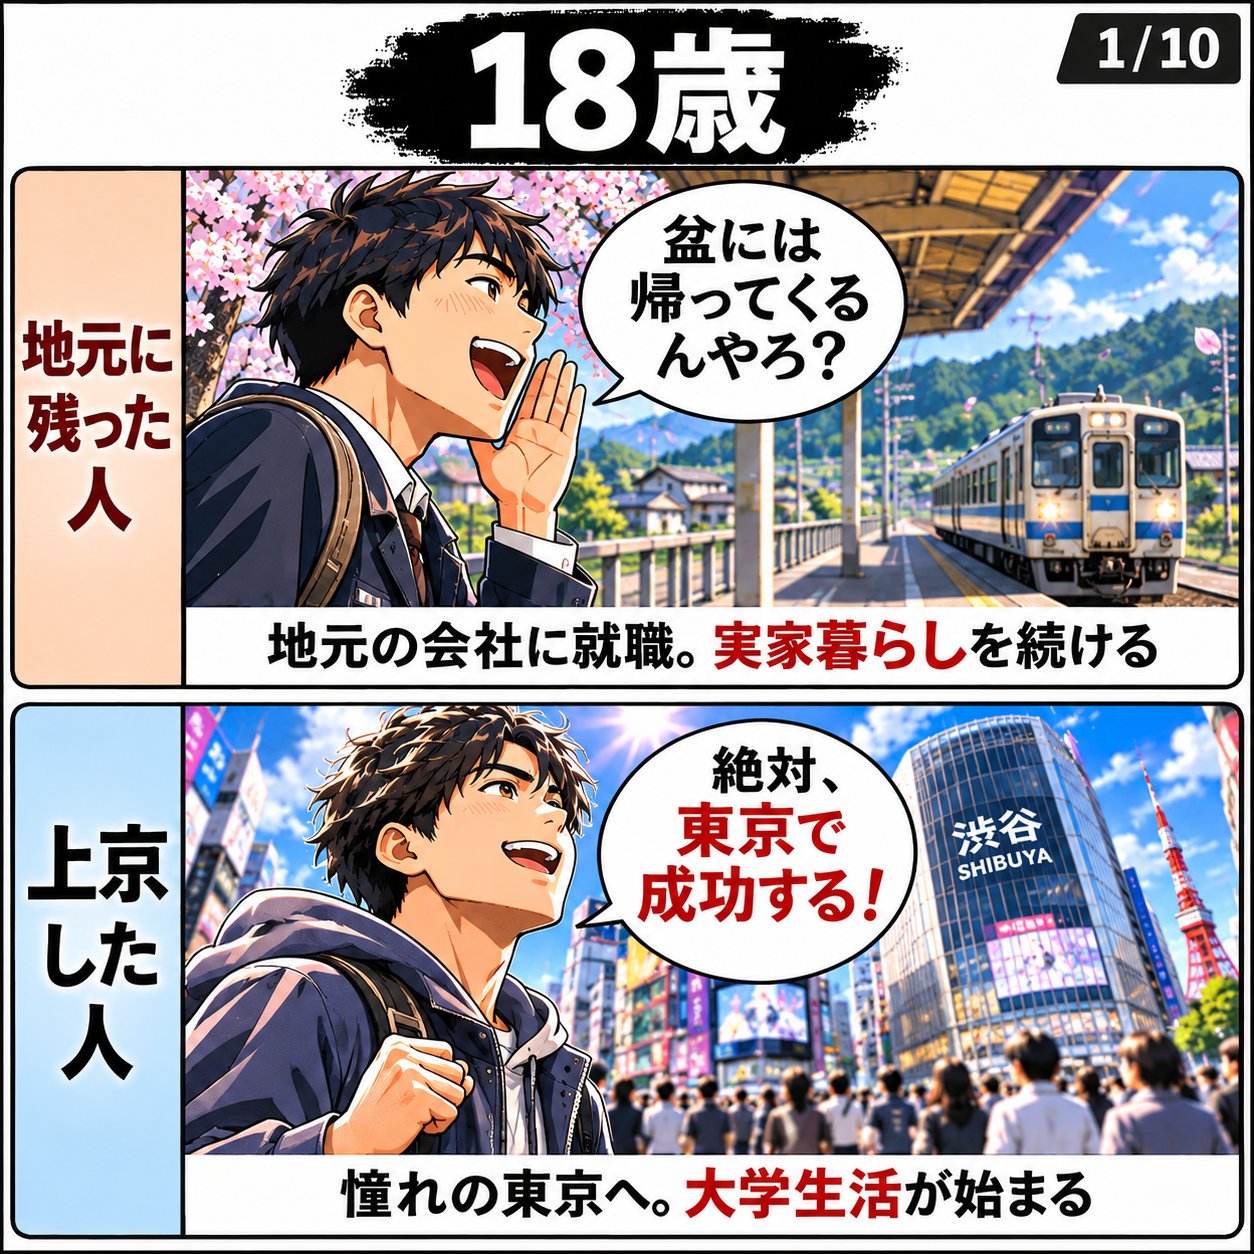 18歳
1/10
地元に
残った
人
盆には
帰ってくる
んやろ?
地元の会社に就職。実家暮らしを続ける
上京
した
人
絶対、
東京で
成功する!
渋谷
SHIBUYA
憧れの東京へ。大学生活が始まる